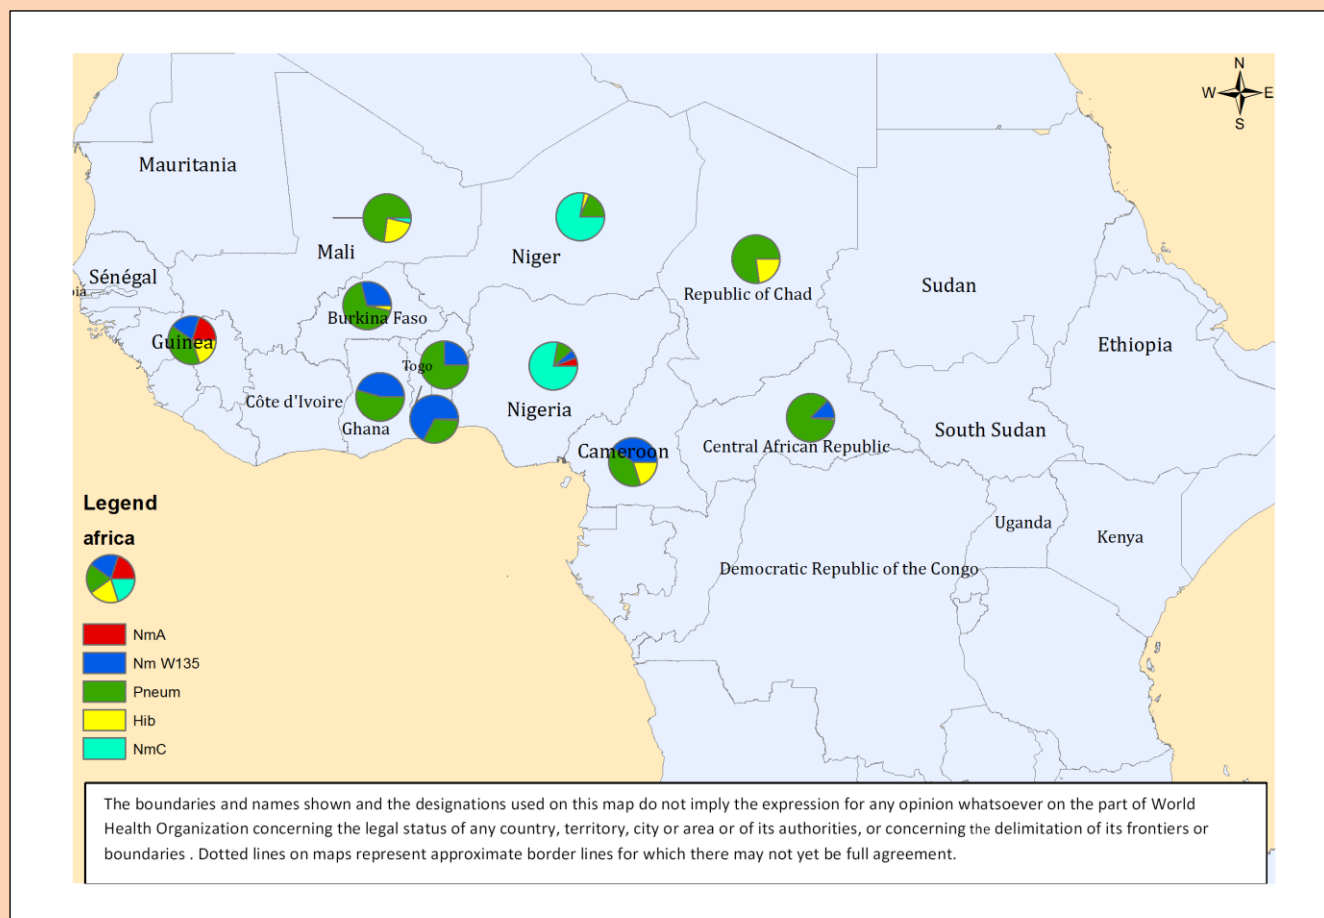 N
W E
S
Mauritania
Mali
Niger
Sénégal
Republic of Chad
Sudan
Burkina Faso
Guinea
Ethiopia
Togo
Côte d'Ivoire
Nigeria
Ghana
South Sudan
Cameroon
Central African Republic
Uganda
Kenya
Democratic Republic of the Congo
Legend
africa
NmA
Nm W135
Pneum
Hib
NmC
The boundaries and names shown and the designations used on this map do not imply the expression for any opinion whatsoever on the part of World
Health Organization concerning the legal status of any country, territory, city or area or of its authorities, or concerning the delimitation of its frontiers or
boundaries . Dotted lines on maps represent approximate border lines for which there may not yet be full agreement.